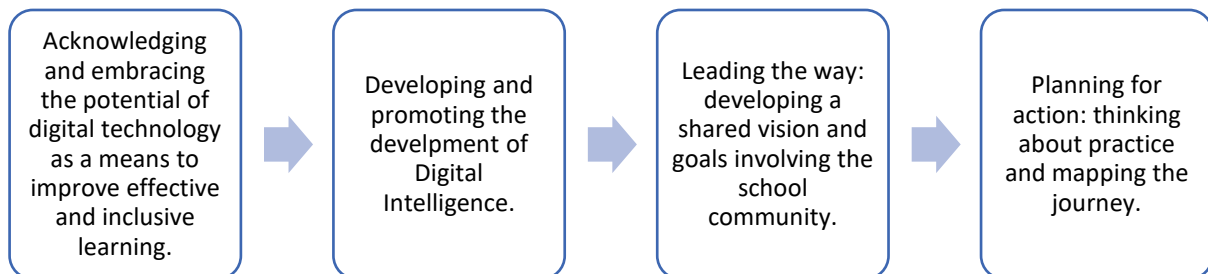 Acknowledging
and embracing
the potential of
digital technology
as a means to
improve effective
and inclusive
learning.
Developing and
promoting the
develpment of
Digital
Intelligence.
Leading the way:
developing a
shared vision and
goals involving the
school
community.
Planning for
action: thinking
about practice
and mapping the
journey.